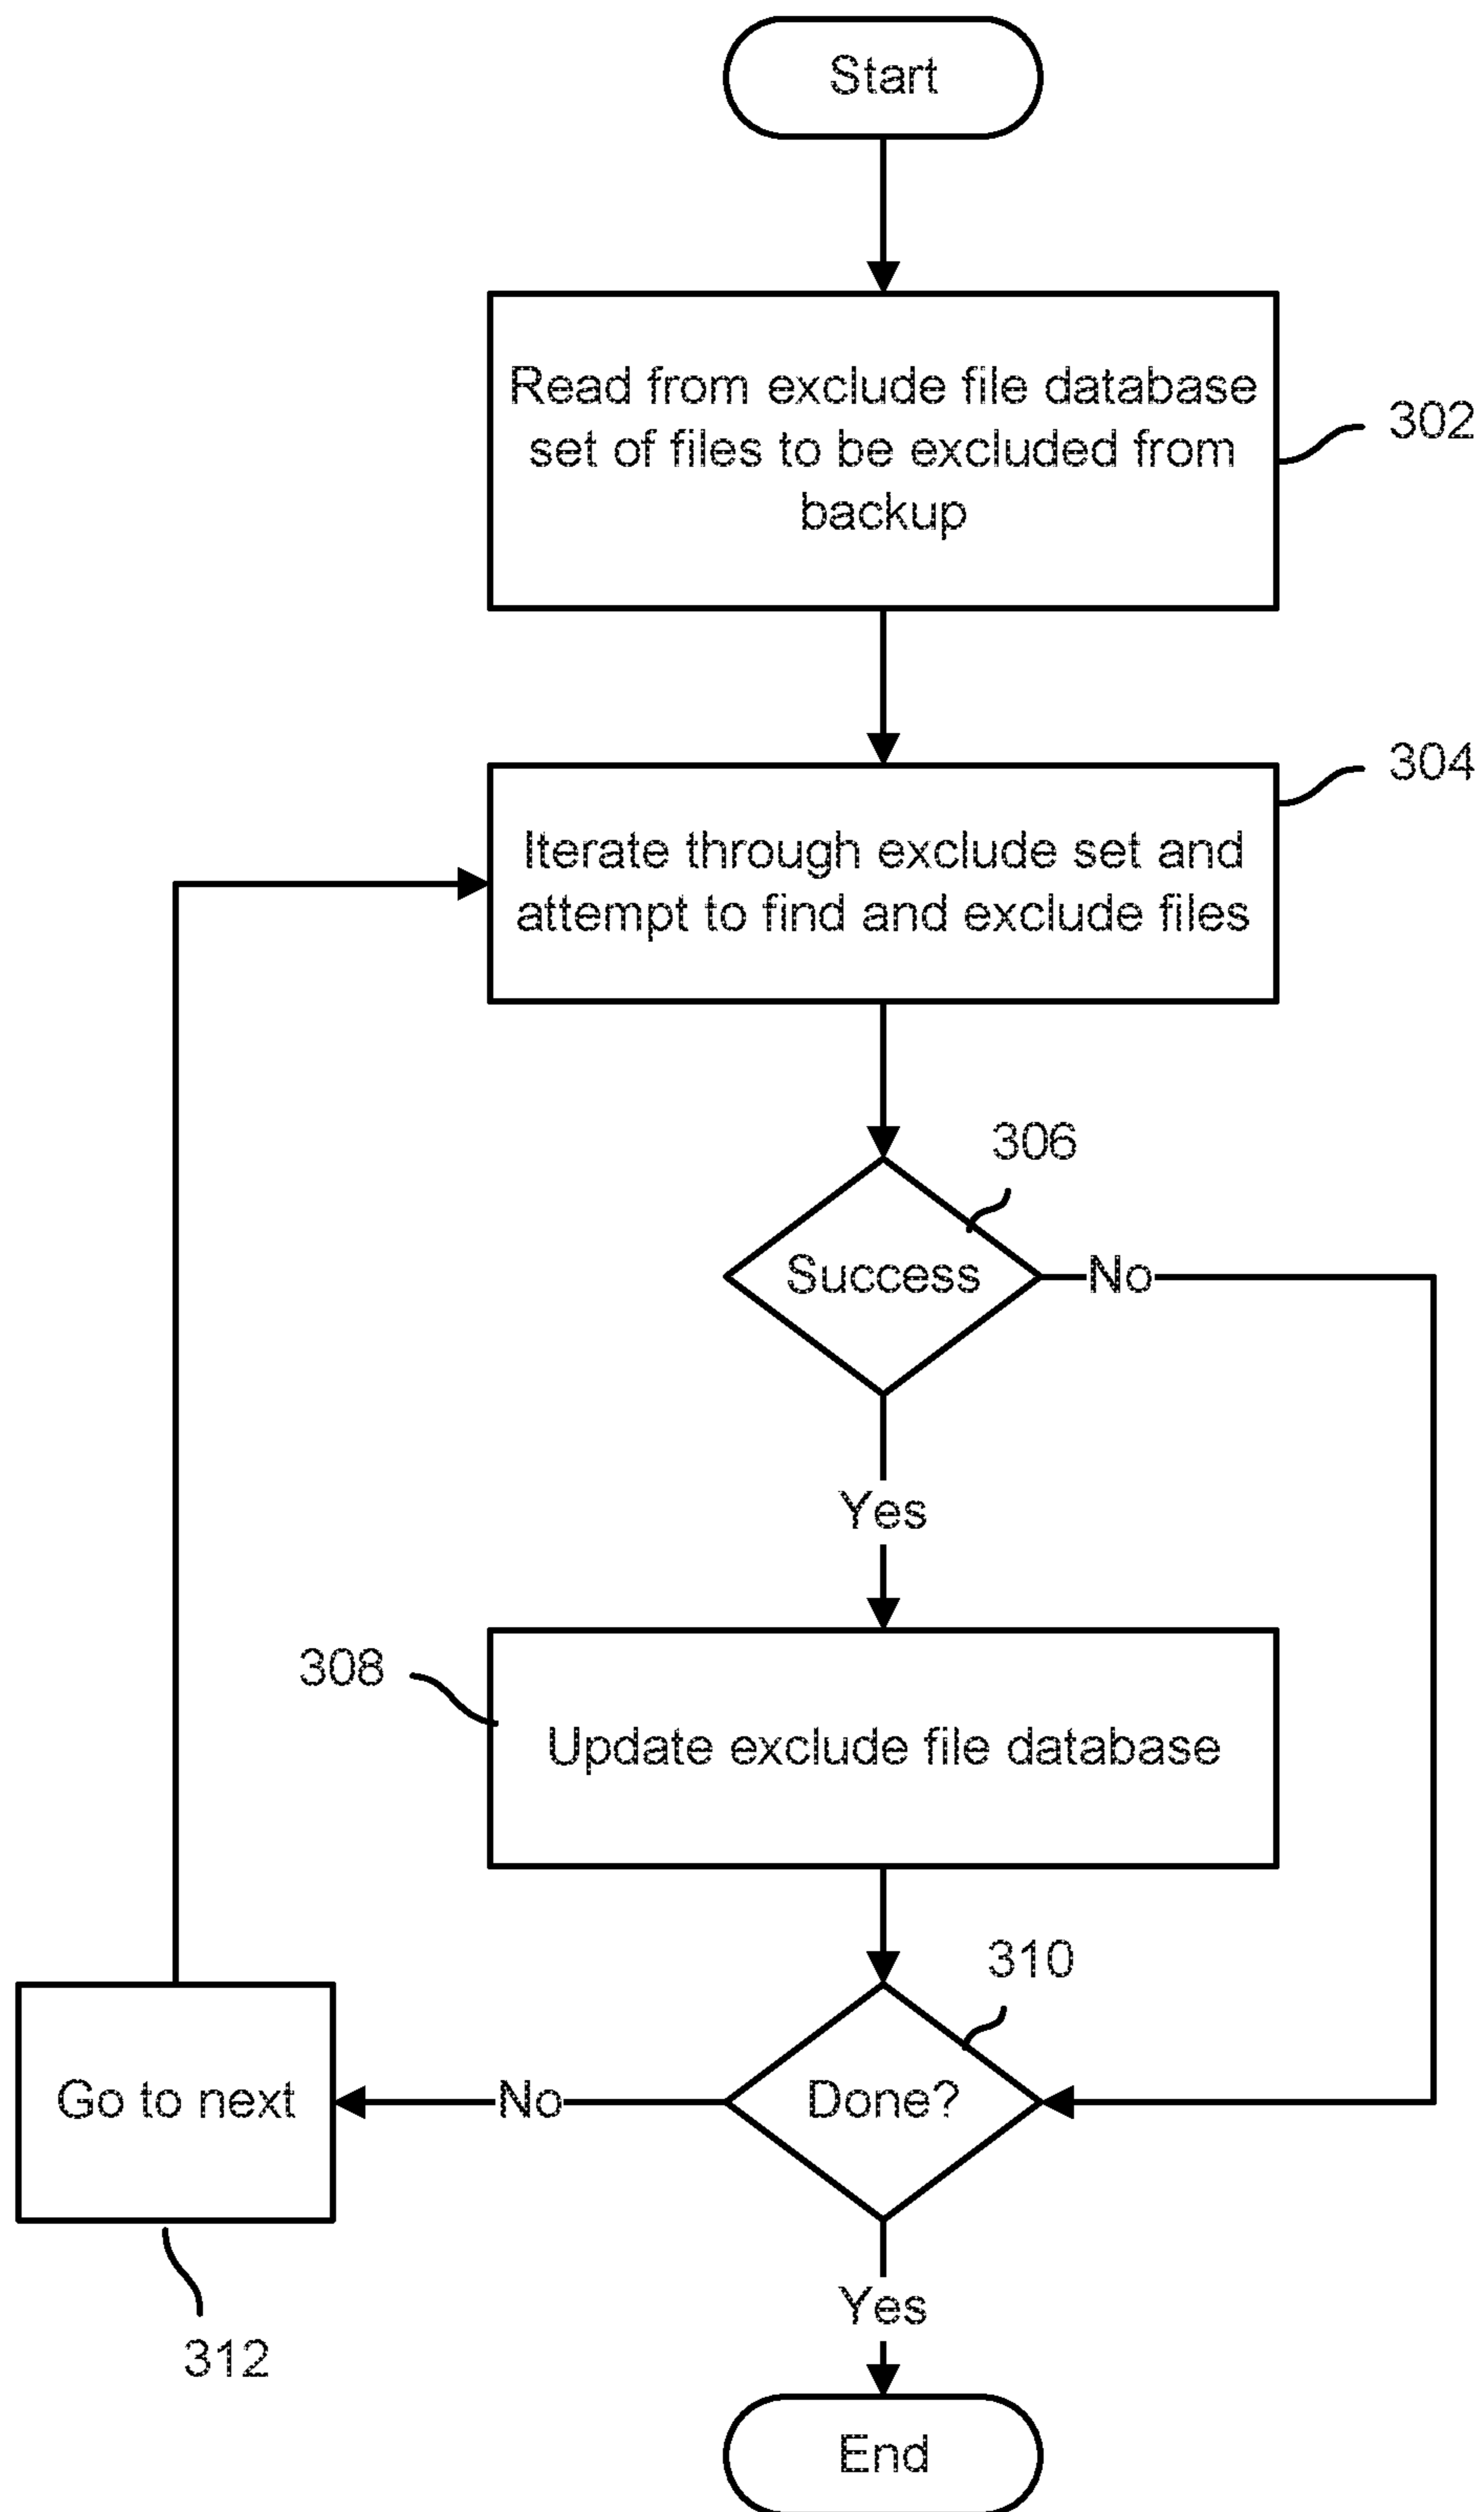 Start
Read from exclude file database
set of files to be excluded from
backup
302
304
Iterate through exclude set and
attempt to find and exclude files
306
Success
No
Yes
308
Update exclude file database
310
Done?
No
Go to next
312
Yes
End